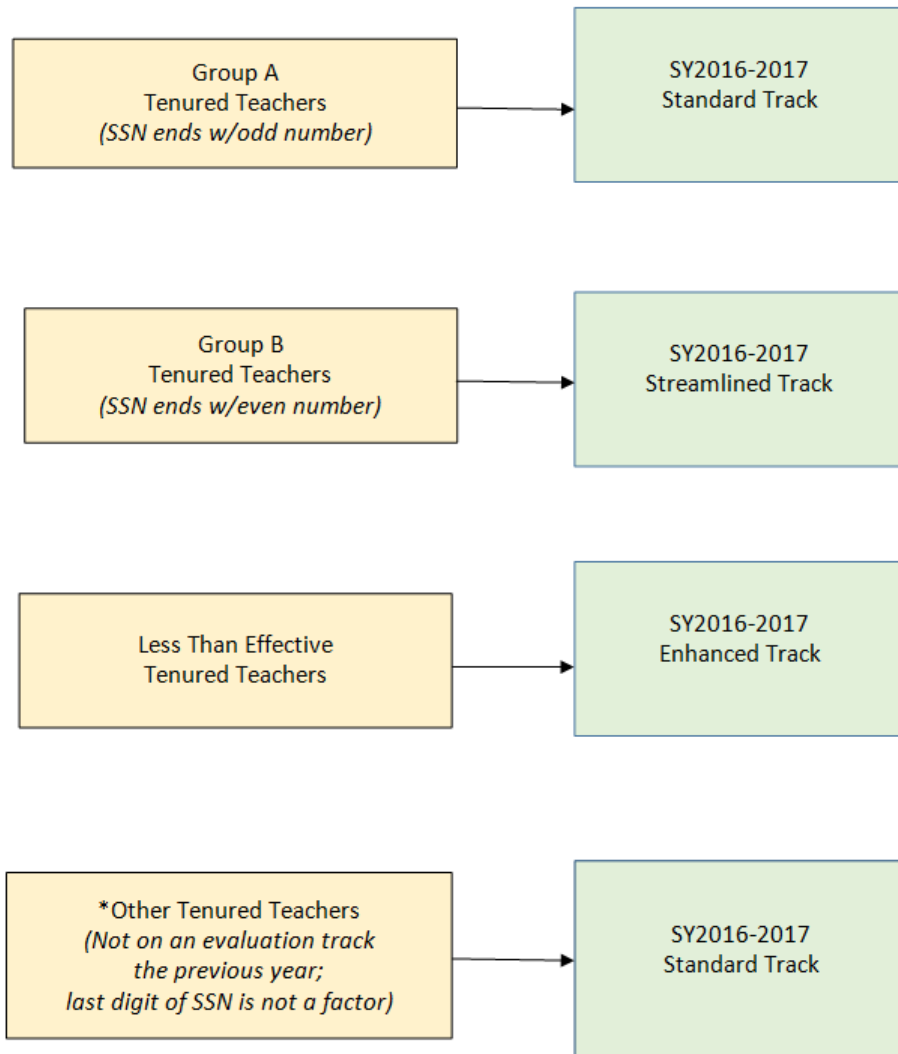 Group A
Tenured Teachers
(SSN ends w/odd number)
SY2016-2017
Standard Track
Group B
Tenured Teachers
(SSN ends w/even number)
SY2016-2017
Streamlined Track
Less Than Effective
Tenured Teachers
SY2016-2017
Enhanced Track
*Other Tenured Teachers
(Not on an evaluation track
the previous year;
last digit of SSN is not a factor)
SY2016-2017
Standard Track